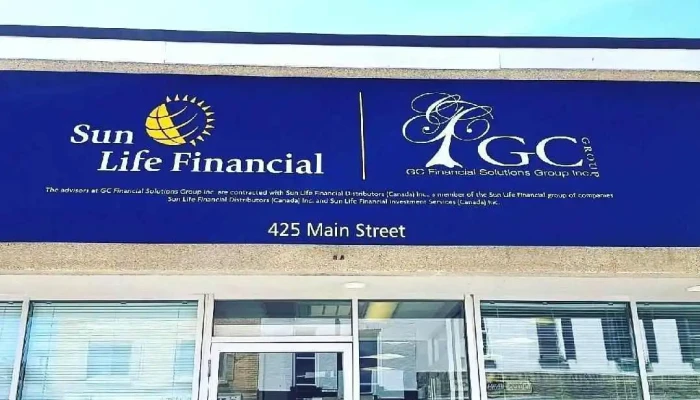 Sun
Life Financial
GC
GROUP
GC Financial Solutions Group Inc.
The advisors at GC Financial Solutions Group Inc. are contracted with Sun Life Financial Distributors (Canada) Inc., a member of the Sun Life Financial group of companies
Sun Life Financial Distributors (Canada) Inc. and Sun Life Financial Investment Services (Canada) Inc.
425 Main Street